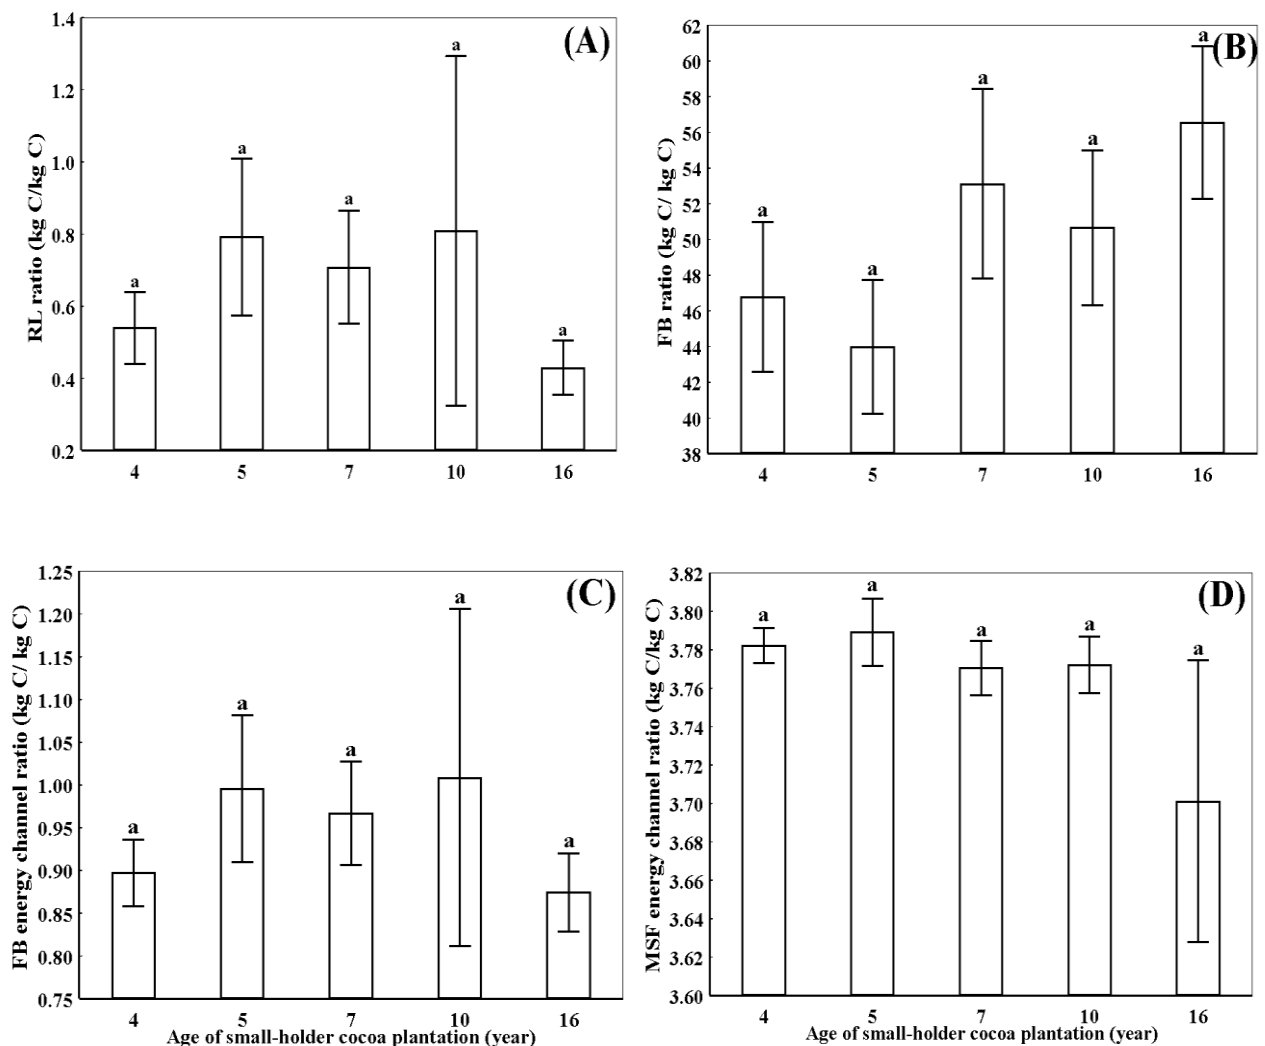 (A)
RL ratio (kg C/kg C)
1.4
1.2
1.0
0.8
0.6
0.4
0.2
a
a
a
a
a
4 5 7 10 16
(B)
FB ratio (kg C/ kg C)
62
60
58
56
54
52
50
48
46
44
42
40
38
a
a
a
a
a
4 5 7 10 16
(C)
FB energy channel ratio (kg C/ kg C)
1.25
1.20
1.15
1.10
1.05
1.00
0.95
0.90
0.85
0.80
0.75
a
a
a
a
a
4 5 7 10 16
Age of small-holder cocoa plantation (year)
(D)
MSF energy channel ratio (kg C/kg C)
3.82
3.80
3.78
3.76
3.74
3.72
3.70
3.68
3.66
3.64
3.62
3.60
a
a
a
a
a
4 5 7 10 16
Age of small-holder cocoa plantation (year)